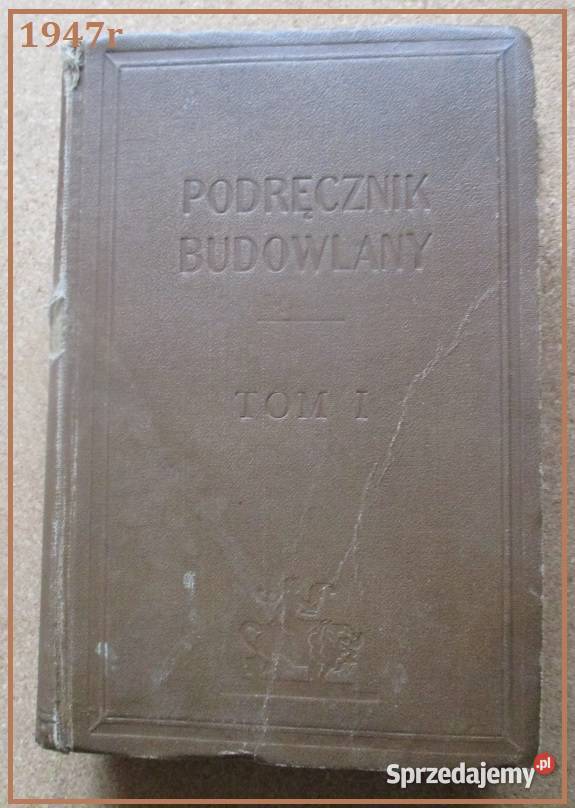 1947r
PODRĘCZNIK
BUDOWLANY
TOM I
Sprzedajemy.pl